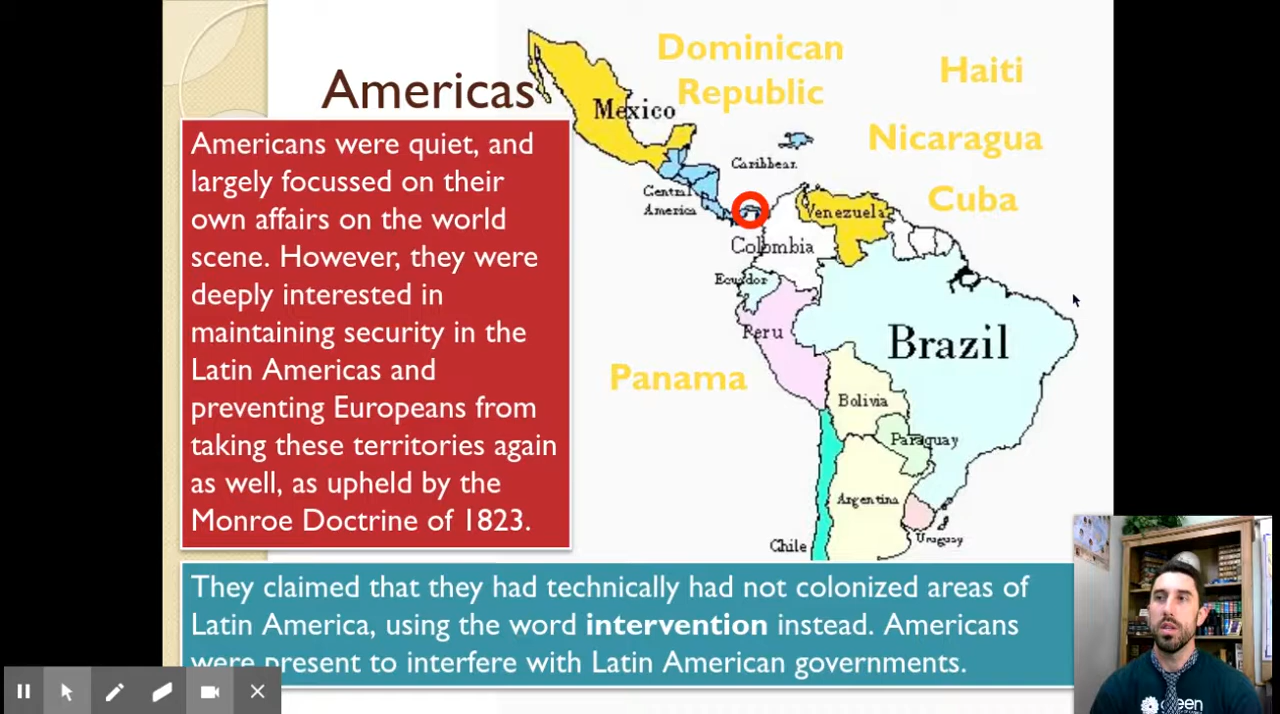 Americas
Americans were quiet, and
largely focussed on their
own affairs on the world
scene. However, they were
deeply interested in
maintaining security in the
Latin Americas and
preventing Europeans from
taking these territories again
as well, as upheld by the
Monroe Doctrine of 1823.
Dominican
Republic
Haiti
Nicaragua
Cuba
Panama
Mexico
Caribbean
Central
America
Venezuela
Colombia
Ecuador
Peru
Brazil
Bolivia
Paraguay
Argentina
Uruguay
Chile
They claimed that they had technically had not colonized areas of
Latin America, using the word intervention instead. Americans
were present to interfere with Latin American governments.